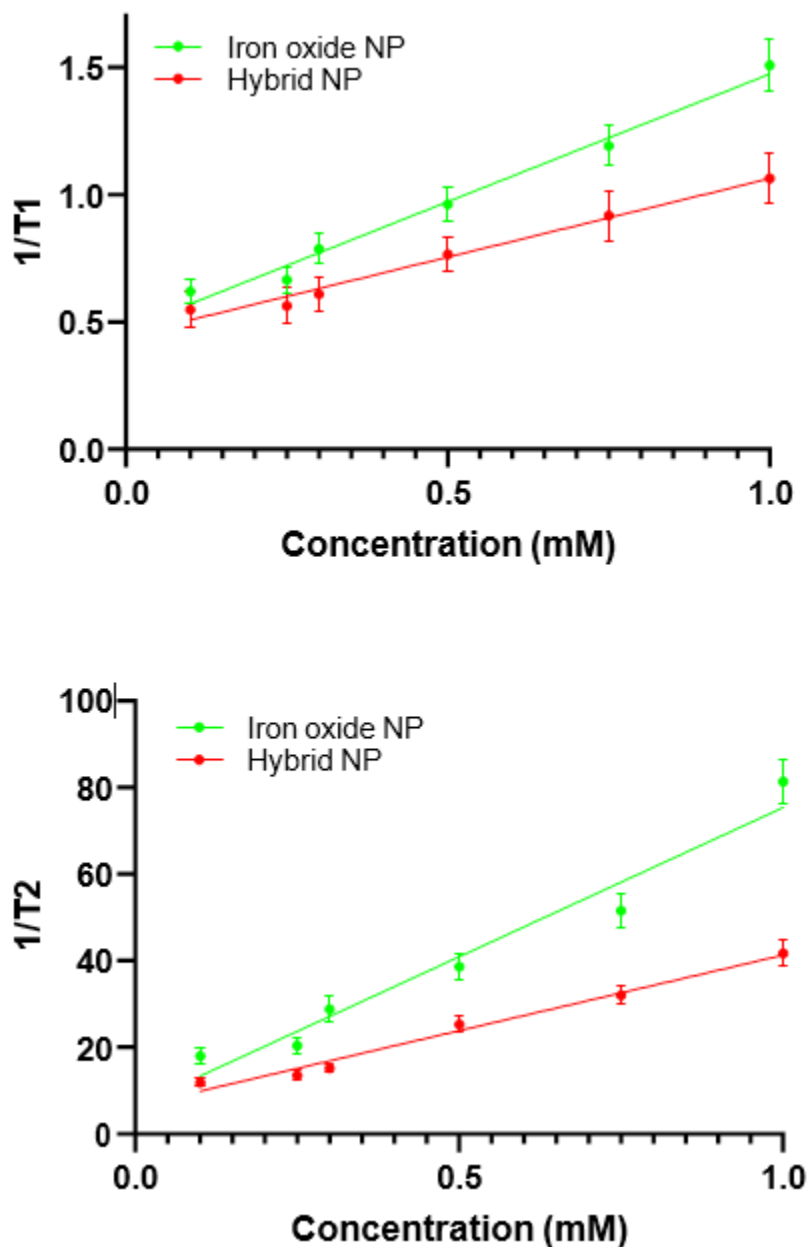 Iron oxide NP
Hybrid NP
1.5
1.0
0.5
0.0
1/T1
0.0 0.5 1.0
Concentration (mM)
100
Iron oxide NP
Hybrid NP
80
60
40
20
0
1/T2
0.0 0.5 1.0
Concentration (mM)